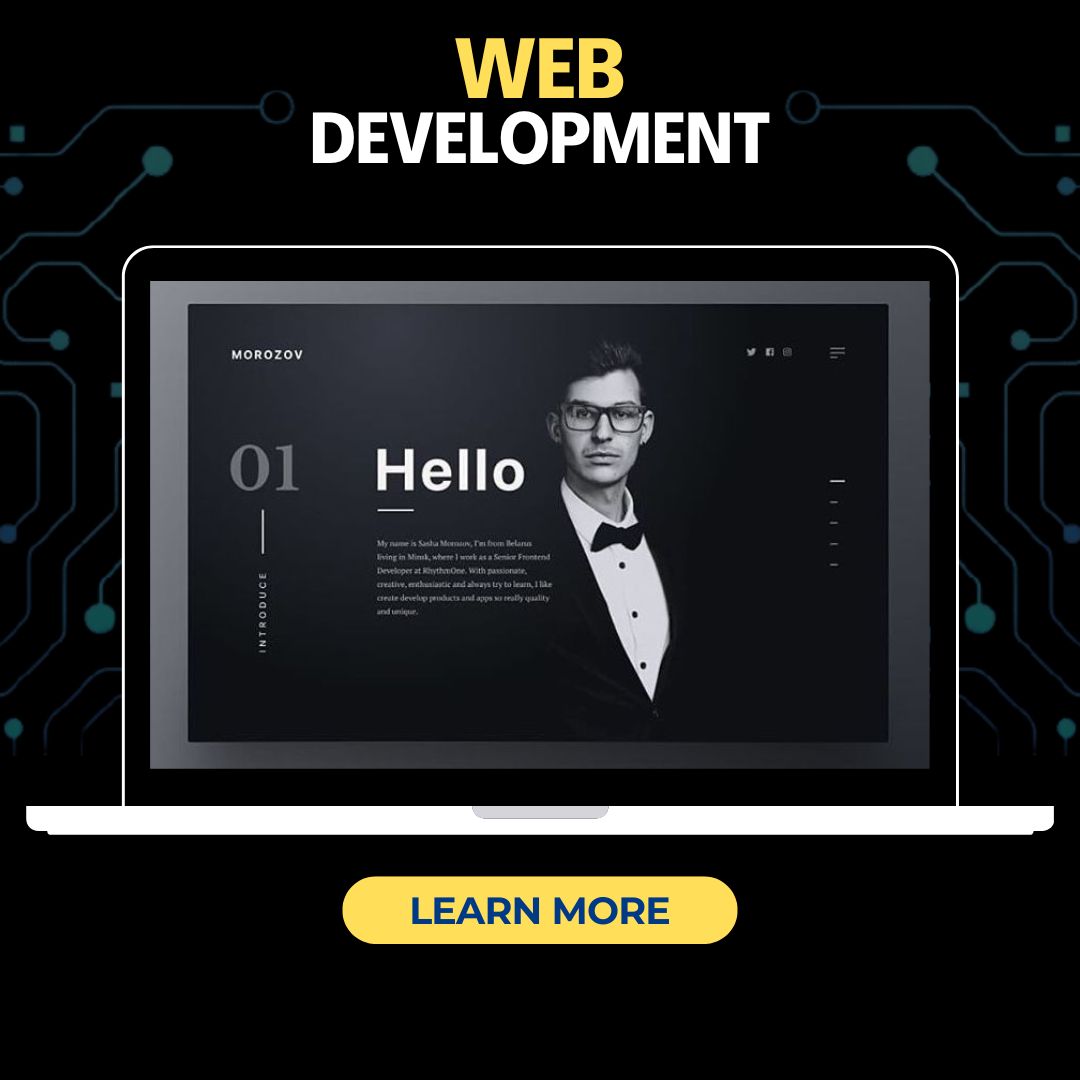 WEB
DEVELOPMENT
MOROZOV
01
Hello
My name is Sasha Morozov, I'm from Belarus
living in Minsk, where I work as a Senior Frontend
Developer at RhythmOne. With passionate,
creative, enthusiastic and always try to learn, I like
create develop products and apps so really quality
and unique.
INTRODUCE
LEARN MORE